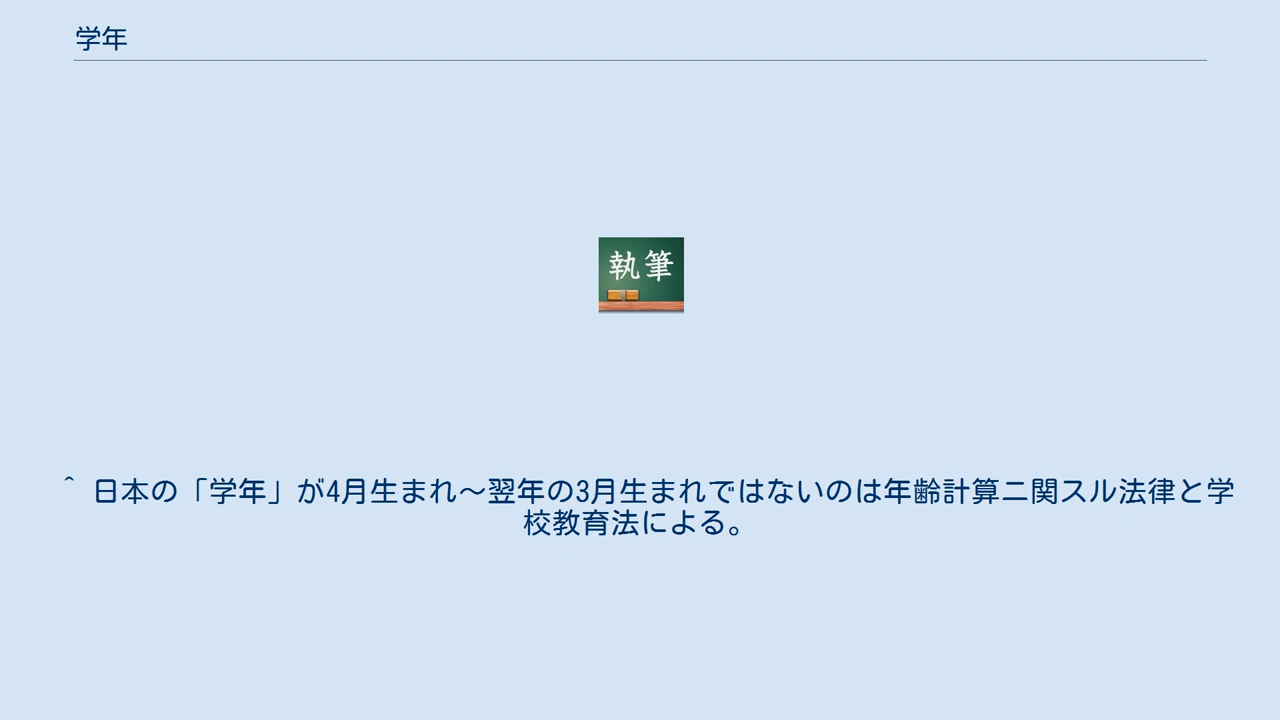 学年
執筆
^ 日本の「学年」が4月生まれ～翌年の3月生まれではないのは年齢計算ニ関スル法律と学
校教育法による。